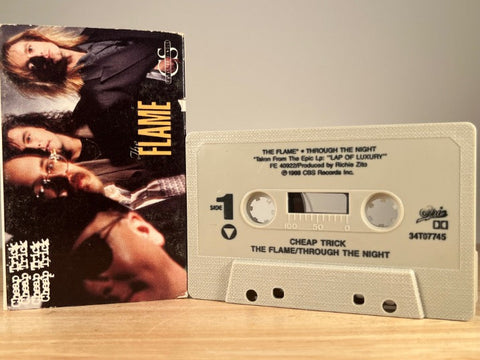 The
FLAME
CS
Cheap Trick
Cheap Trick
Cheap Trick
Cheap Trick
THE FLAME* • THROUGH THE NIGHT
*Taken From The Epic Lp: "LAP OF LUXURY"
FE 40922/Produced by Richie Zito
℗ 1988 CBS Records Inc.
SIDE
1
100 50 0
Epic
34T07745
CHEAP TRICK
THE FLAME/THROUGH THE NIGHT